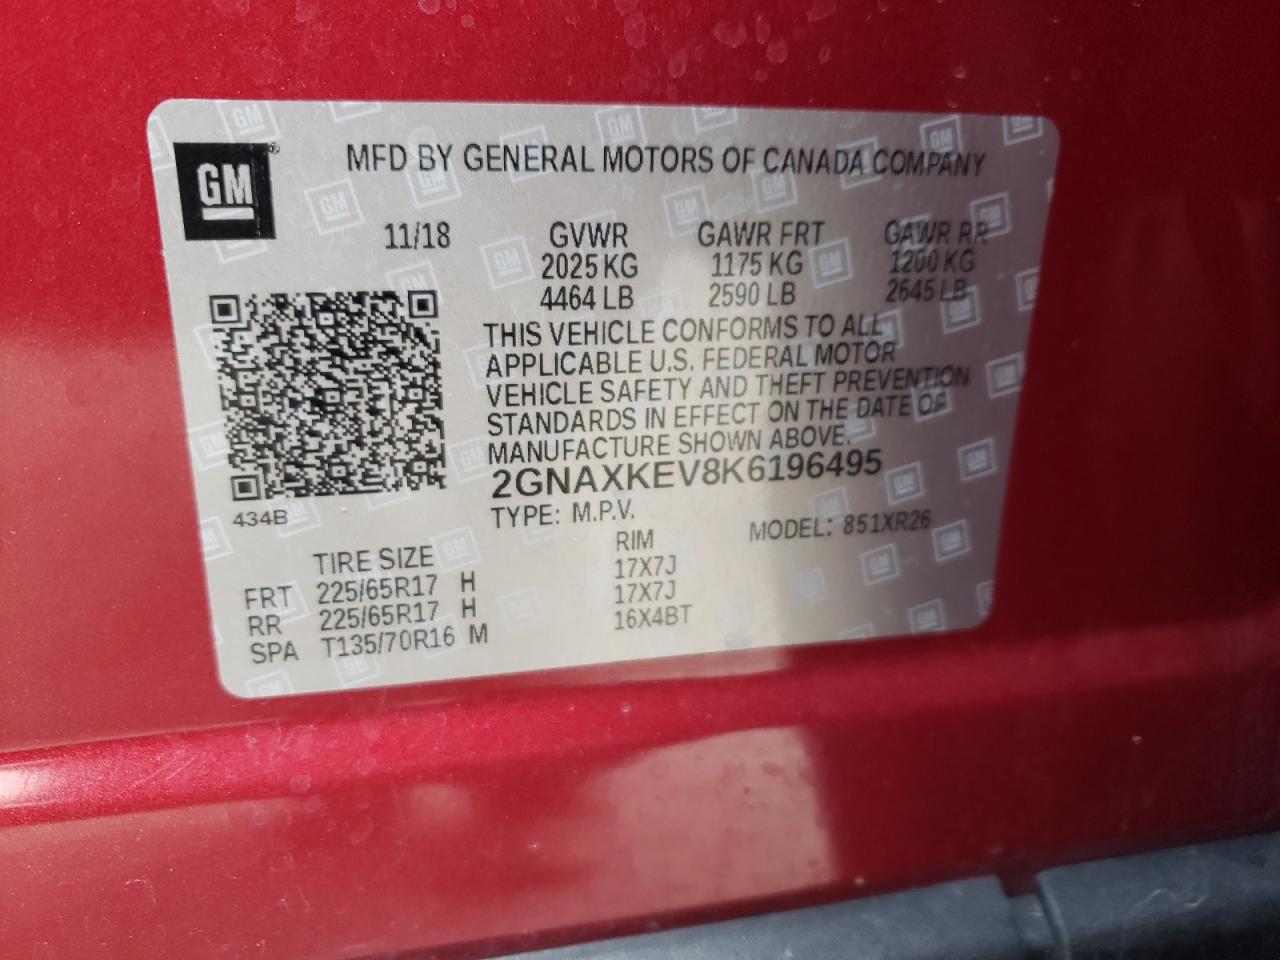 GM®
MFD BY GENERAL MOTORS OF CANADA COMPANY
11/18 GVWR GAWR FRT GAWR RR
2025 KG 1175 KG 1200 KG
4464 LB 2590 LB 2645 LB
THIS VEHICLE CONFORMS TO ALL
APPLICABLE U.S. FEDERAL MOTOR
VEHICLE SAFETY AND THEFT PREVENTION
STANDARDS IN EFFECT ON THE DATE OF
MANUFACTURE SHOWN ABOVE.
2GNAXKEV8K6196495
434B
TYPE: M.P.V. MODEL: 851XR26
TIRE SIZE RIM
FRT 225/65R17 H 17X7J
RR 225/65R17 H 17X7J
SPA T135/70R16 M 16X4BT